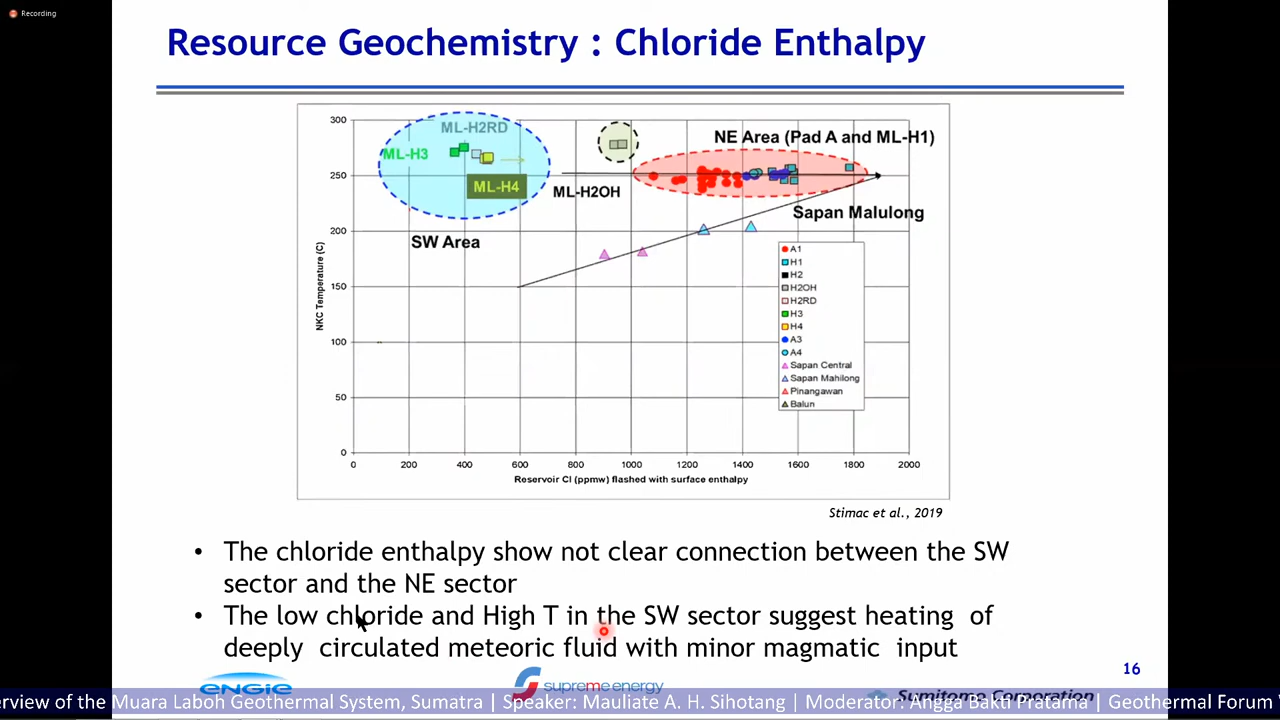 Recording
Resource Geochemistry : Chloride Enthalpy
300
250
200
150
100
50
0
NKC Temperature (C)
0 200 400 600 800 1000 1200 1400 1600 1800 2000
Reservoir Cl (ppmw) flashed with surface enthalpy
ML-H2RD
ML-H3
ML-H4
SW Area
ML-H2OH
NE Area (Pad A and ML-H1)
Sapan Malulong
A1
H1
H2
H2OH
H2RD
H3
H4
A3
A4
Sapan Central
Sapan Mahilong
Pinangawan
Balun
Stimac et al., 2019
• The chloride enthalpy show not clear connection between the SW
sector and the NE sector
• The low chloride and High T in the SW sector suggest heating of
deeply circulated meteoric fluid with minor magmatic input
16
ENGIE
supreme energy
Sumitomo Corporation
erview of the Muara Laboh Geothermal System, Sumatra | Speaker: Mauliate A. H. Sihotang | Moderator: Angga Bakti Pratama | Geothermal Forum